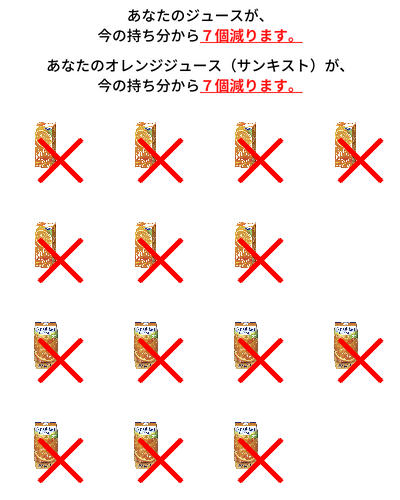 あなたのジュースが、
今の持ち分から７個減ります。
あなたのオレンジジュース（サンキスト）が、
今の持ち分から７個減ります。